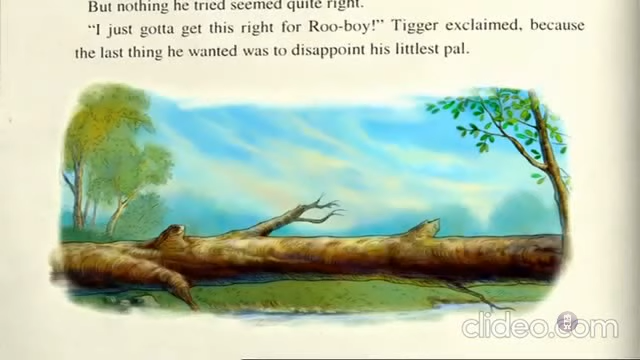 But nothing he tried seemed quite right.
“I just gotta get this right for Roo-boy!” Tigger exclaimed, because
the last thing he wanted was to disappoint his littlest pal.
clideo.com